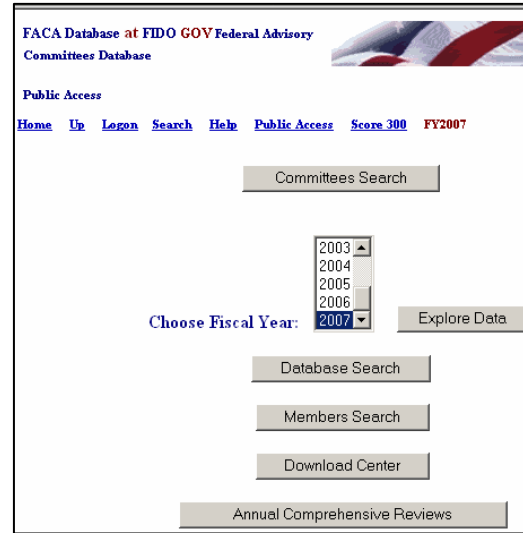 FACA Database at FIDO GOV Federal Advisory
Committees Database
Public Access
Home Up Logon Search Help Public Access Score 300 FY2007
Committees Search
2003
2004
2005
2006
Choose Fiscal Year: 2007 Explore Data
Database Search
Members Search
Download Center
Annual Comprehensive Reviews